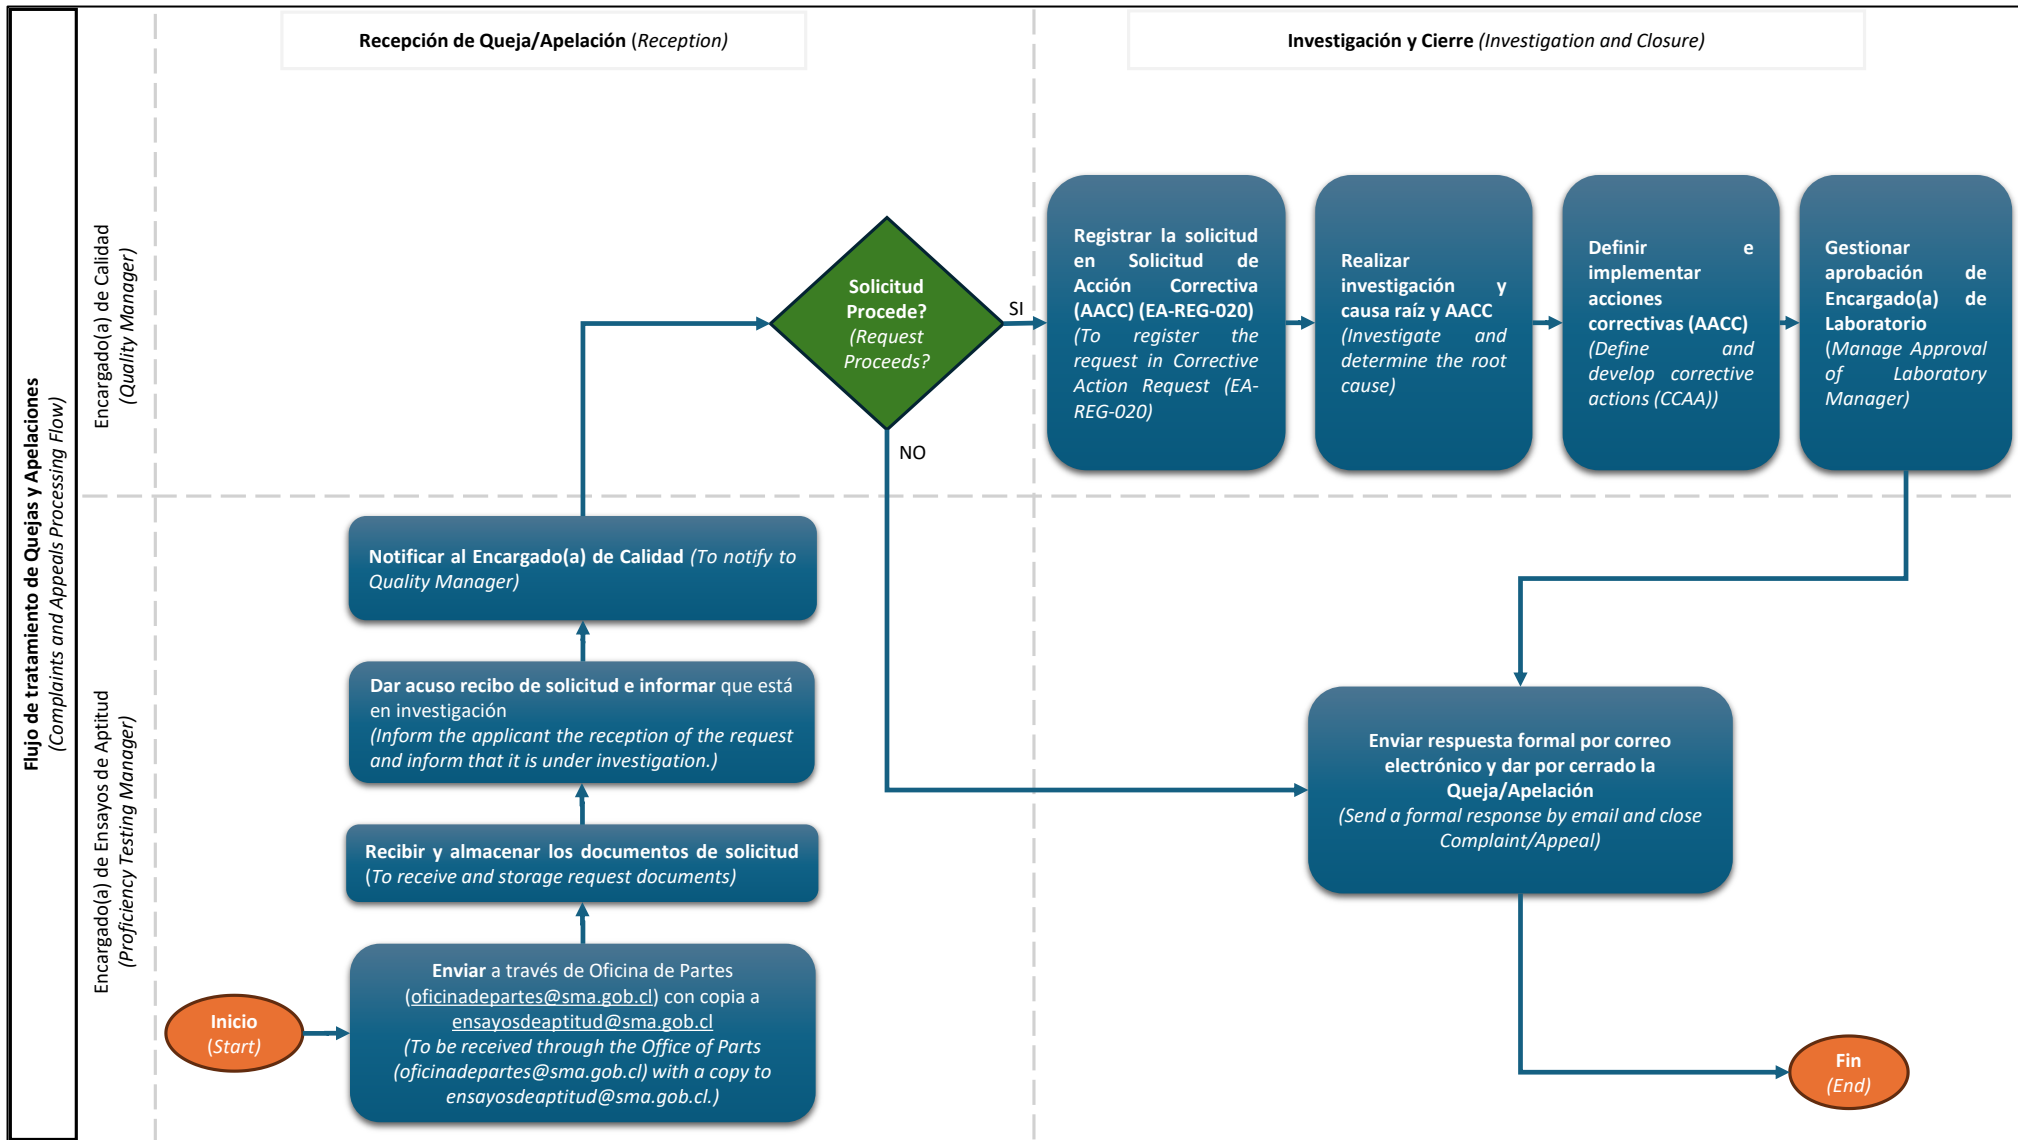 Flujo de tratamiento de Quejas y Apelaciones
(Complaints and Appeals Processing Flow)
Recepción de Queja/Apelación (Reception)
Investigación y Cierre (Investigation and Closure)
Encargado(a) de Calidad
(Quality Manager)
Solicitud
Procede?
(Request
Proceeds?
SI
NO
Registrar la solicitud
en Solicitud de
Acción Correctiva
(AACC) (EA-REG-020)
(To register the
request in Corrective
Action Request (EA-
REG-020)
Realizar
investigación y
causa raíz y AACC
(Investigate and
determine the root
cause)
Definir e
implementar
acciones
correctivas (AACC)
(Define and
develop corrective
actions (CCAA))
Gestionar
aprobación de
Encargado(a) de
Laboratorio
(Manage Approval
of Laboratory
Manager)
Encargado(a) de Ensayos de Aptitud
(Proficiency Testing Manager)
Notificar al Encargado(a) de Calidad (To notify to
Quality Manager)
Dar acuso recibo de solicitud e informar que está
en investigación
(Inform the applicant the reception of the request
and inform that it is under investigation.)
Recibir y almacenar los documentos de solicitud
(To receive and storage request documents)
Inicio
(Start)
Enviar a través de Oficina de Partes
(oficinadepartes@sma.gob.cl) con copia a
ensayosdeaptitud@sma.gob.cl
(To be received through the Office of Parts
(oficinadepartes@sma.gob.cl) with a copy to
ensayosdeaptitud@sma.gob.cl.)
Enviar respuesta formal por correo
electrónico y dar por cerrado la
Queja/Apelación
(Send a formal response by email and close
Complaint/Appeal)
Fin
(End)